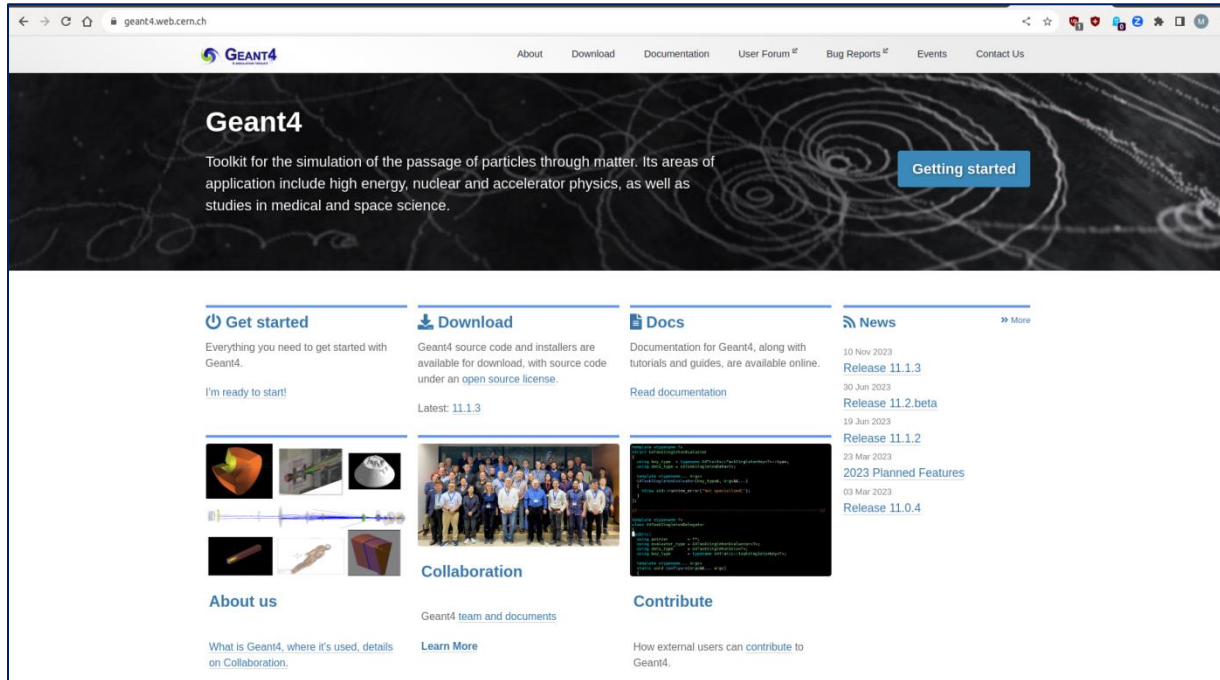 geant4.web.cern.ch
GEANT4
A SIMULATION TOOLKIT
About Download Documentation User Forum Bug Reports Events Contact Us
Geant4
Toolkit for the simulation of the passage of particles through matter. Its areas of
application include high energy, nuclear and accelerator physics, as well as
studies in medical and space science.
Getting started
Get started
Everything you need to get started with
Geant4.
I'm ready to start!
Download
Geant4 source code and installers are
available for download, with source code
under an open source license.
Latest: 11.1.3
Docs
Documentation for Geant4, along with
tutorials and guides, are available online.
Read documentation
News
» More
10 Nov 2023
Release 11.1.3
30 Jun 2023
Release 11.2.beta
19 Jun 2023
Release 11.1.2
23 Mar 2023
2023 Planned Features
03 Mar 2023
Release 11.0.4
About us
What is Geant4, where it's used, details
on Collaboration.
Collaboration
Geant4 team and documents
Learn More
Contribute
How external users can contribute to
Geant4.